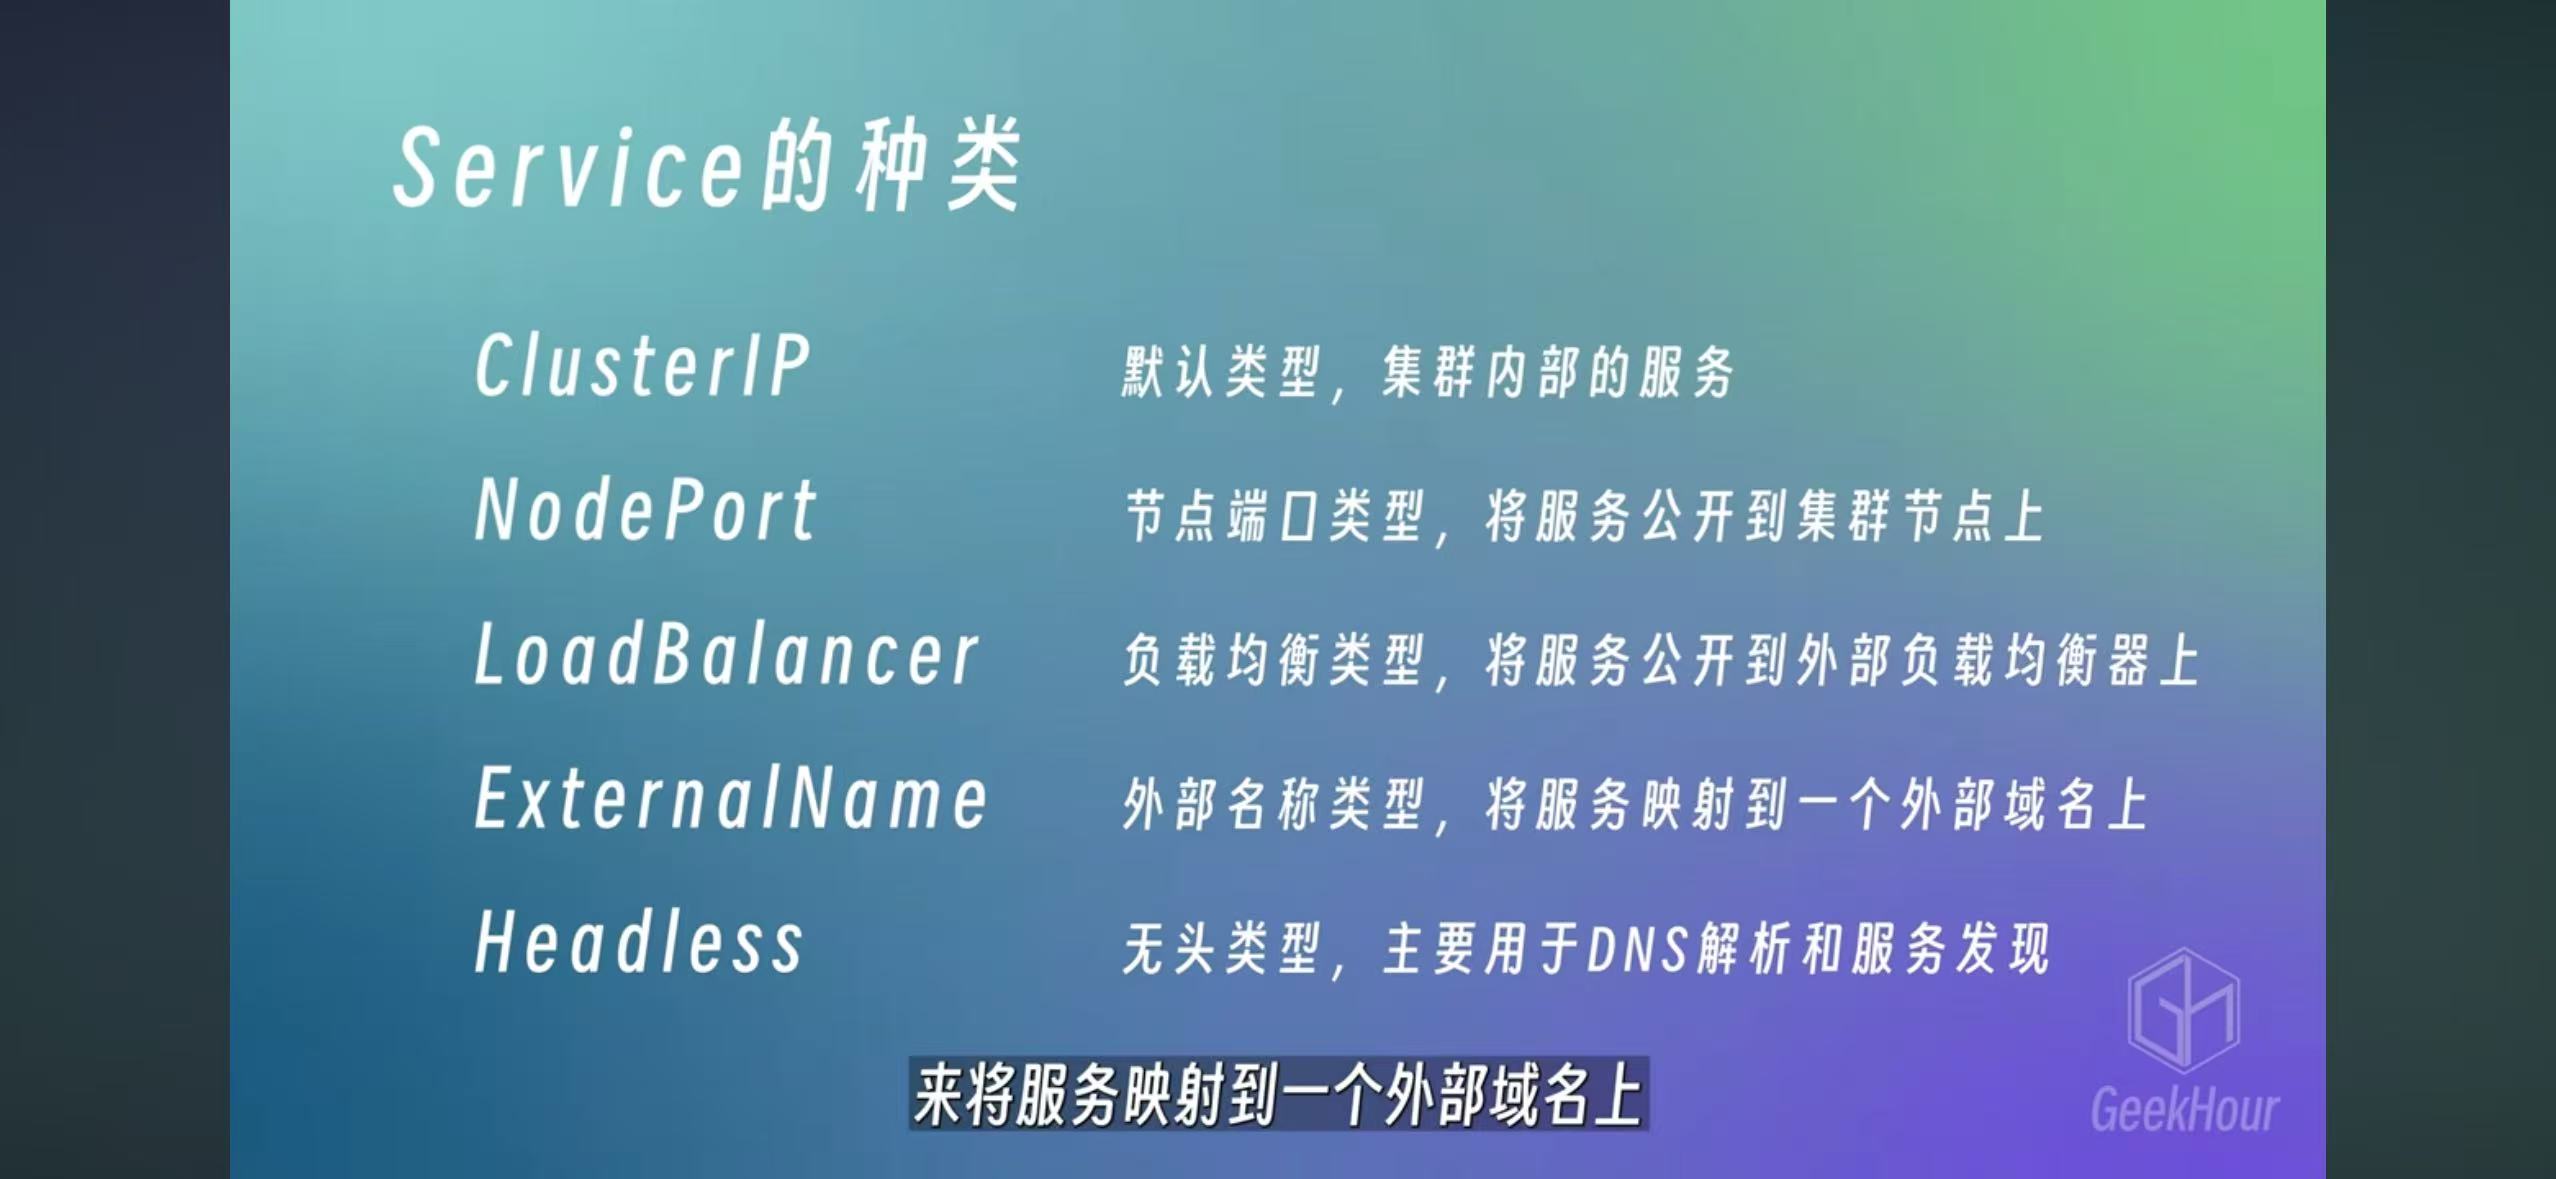 Service的种类
ClusterIP 默认类型，集群内部的服务
NodePort 节点端口类型，将服务公开到集群节点上
LoadBalancer 负载均衡类型，将服务公开到外部负载均衡器上
ExternalName 外部名称类型，将服务映射到一个外部域名上
Headless 无头类型，主要用于DNS解析和服务发现
来将服务映射到一个外部域名上
GeekHour